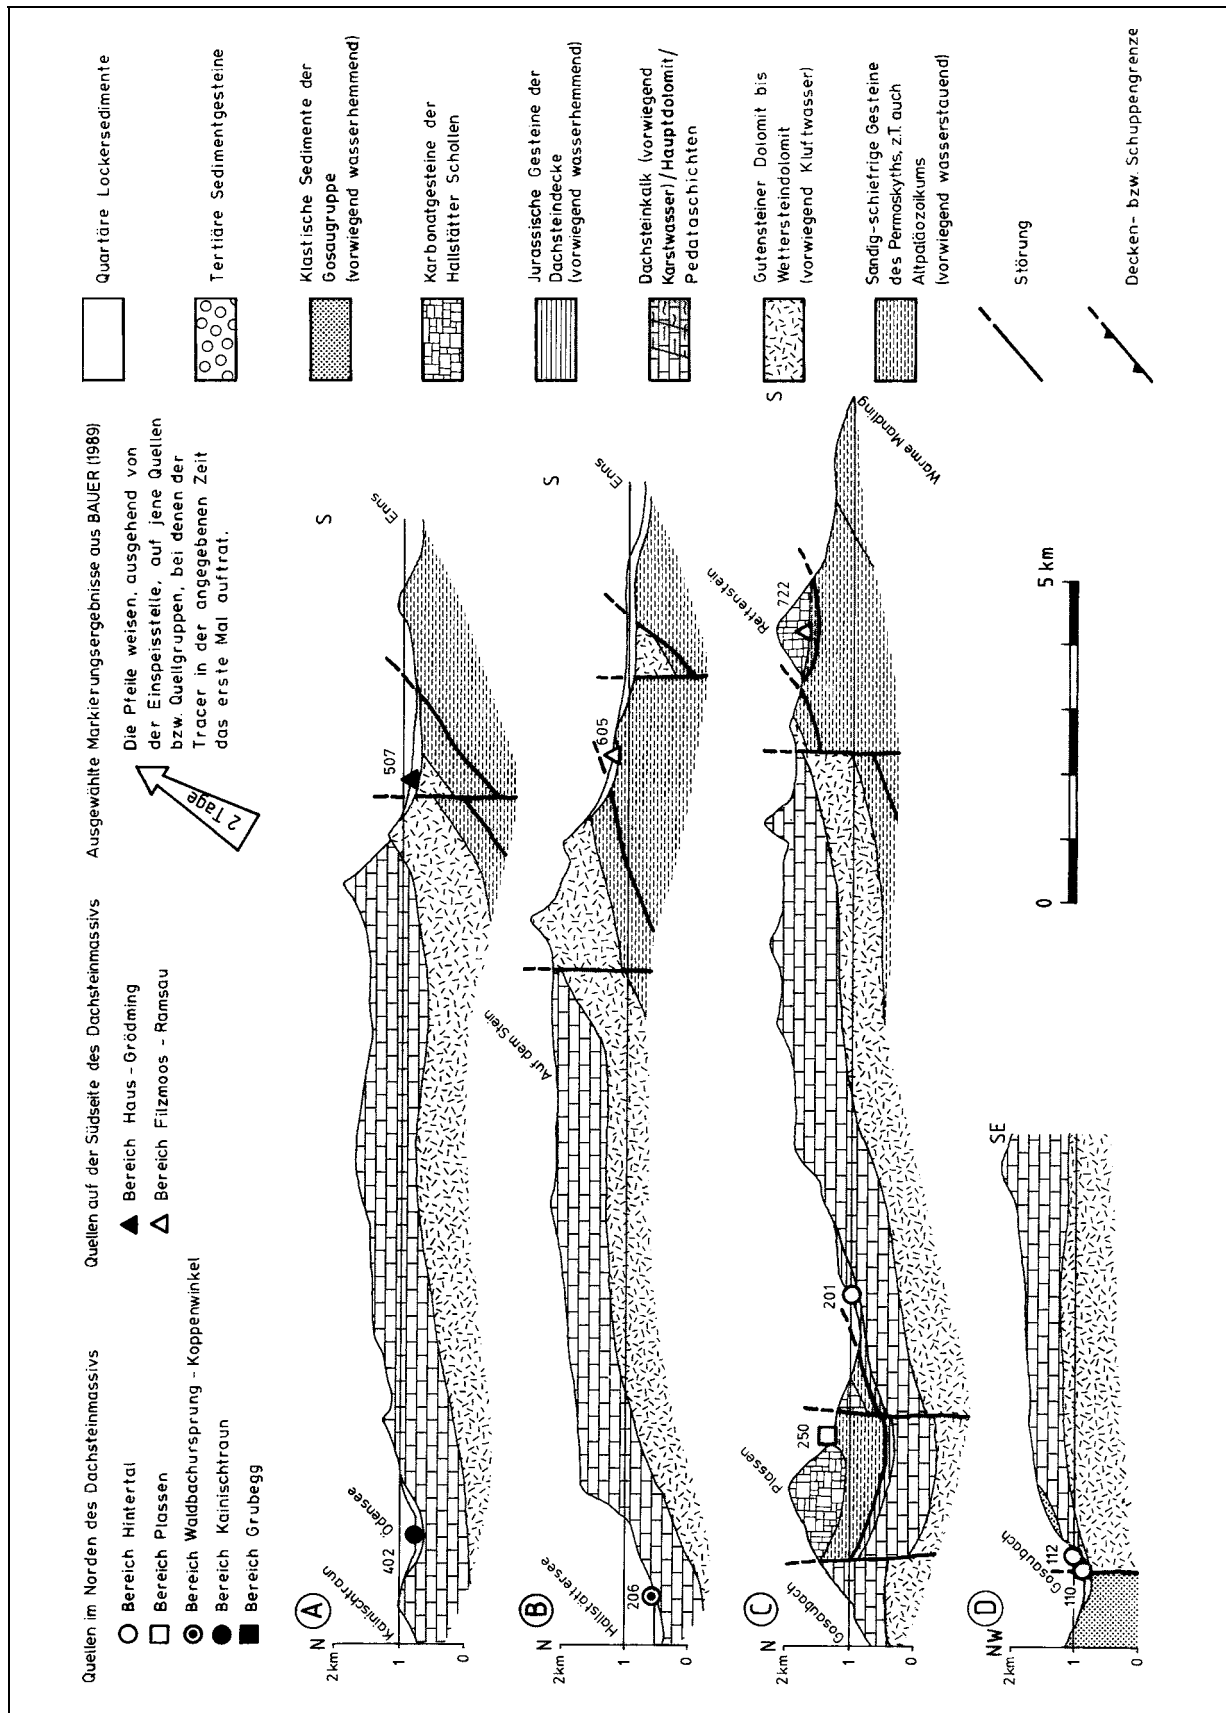 Quellen im Norden des Dachsteinmassivs
Bereich Hintertal
Bereich Plassen
Bereich Waldbachursprung - Koppenwinkel
Bereich Kainischtraun
Bereich Grubegg
Quellen auf der Südseite des Dachsteinmassivs
Bereich Haus - Grödming
Bereich Filzmoos - Ramsau
Ausgewählte Markierungsergebnisse aus BAUER (1989)
2 Tage
Die Pfeile weisen, ausgehend von
der Einspeisstelle, auf jene Quellen
bzw. Quellgruppen, bei denen der
Tracer in der angegebenen Zeit
das erste Mal auftrat.
Quartäre Lockersedimente
Tertiäre Sedimentgesteine
Klastische Sedimente der
Gosaugruppe
(vorwiegend wasserhemmend)
Karbonatgesteine der
Hallstätter Schollen
Jurassische Gesteine der
Dachsteindecke
(vorwiegend wasserhemmend)
Dachsteinkalk (vorwiegend
Karstwasser) / Hauptdolomit /
Pedataschichten
Gutensteiner Dolomit bis
Wettersteindolomit
(vorwiegend Kluftwasser)
Sandig-schiefrige Gesteine
des Permoskyths, z.T. auch
Altpaläozoikums
(vorwiegend wasserstauend)
Störung
Decken- bzw. Schuppengrenze
A
N
S
2km
1
0
Kainischtraun
402
Ödensee
507
Enns
B
N
S
2km
1
0
Hallstättersee
206
Auf dem Stein
605
Enns
C
N
S
2km
1
0
Gosaubach
Plassen
250
201
Rettenstein
722
Warme Mandling
D
NW
SE
2km
1
0
Gosaubach
110
112
0
5 km